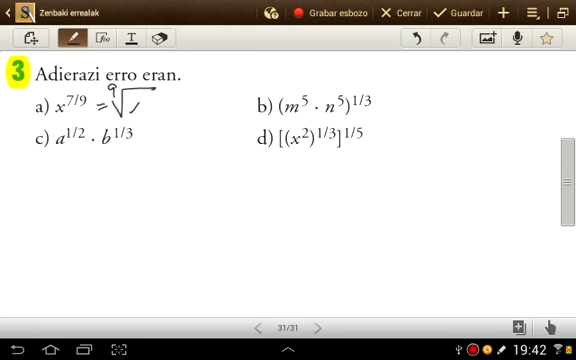 Zenbaki errealak
Grabar esbozo
Cerrar
Guardar
3 Adierazi erro eran.
a) x^{7/9} = \sqrt[9]{
b) (m^5 · n^5)^{1/3}
c) a^{1/2} · b^{1/3}
d) [(x^2)^{1/3}]^{1/5}
31/31
19:42